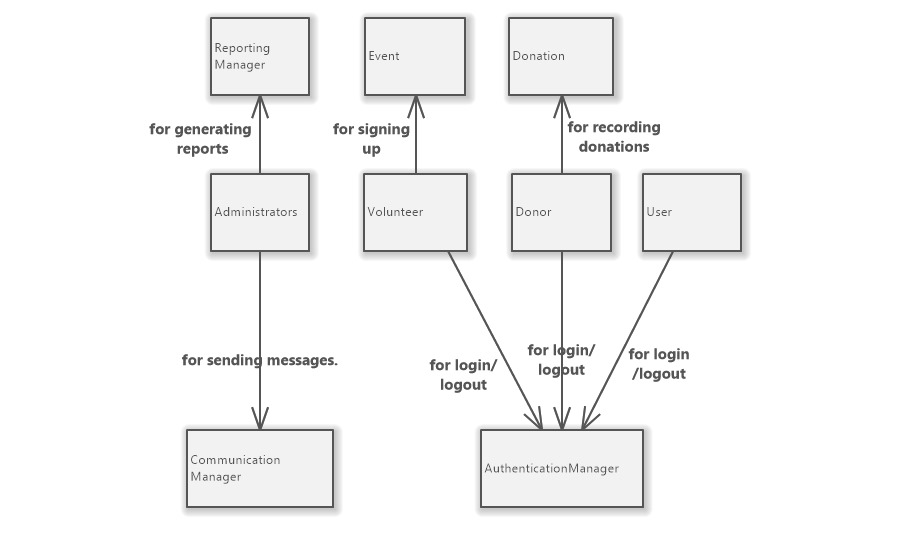 Reporting
Manager
Event
Donation
for generating
reports
for signing
up
for recording
donations
Administrators
Volunteer
Donor
User
for sending messages.
for login/
logout
for login/
logout
for login
/logout
Communication
Manager
AuthenticationManager